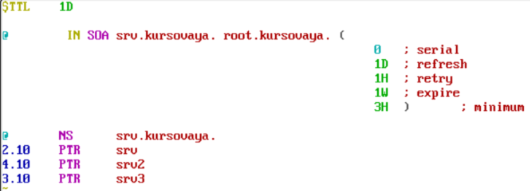 $TTL 1D
@ IN SOA srv.kursovaya. root.kursovaya. (
0 ; serial
1D ; refresh
1H ; retry
1W ; expire
3H ) ; minimum
@ NS srv.kursovaya.
2.10 PTR srv
4.10 PTR srv2
3.10 PTR srv3
~